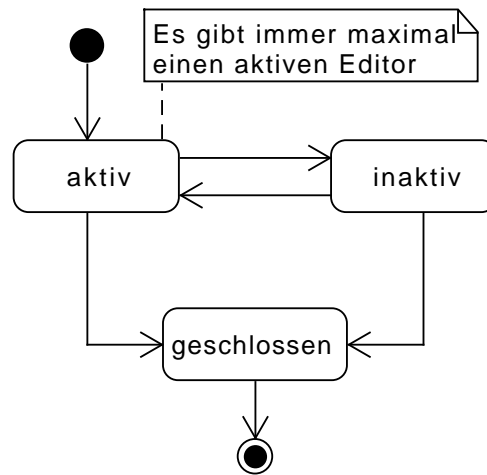 Es gibt immer maximal
einen aktiven Editor
aktiv
inaktiv
geschlossen